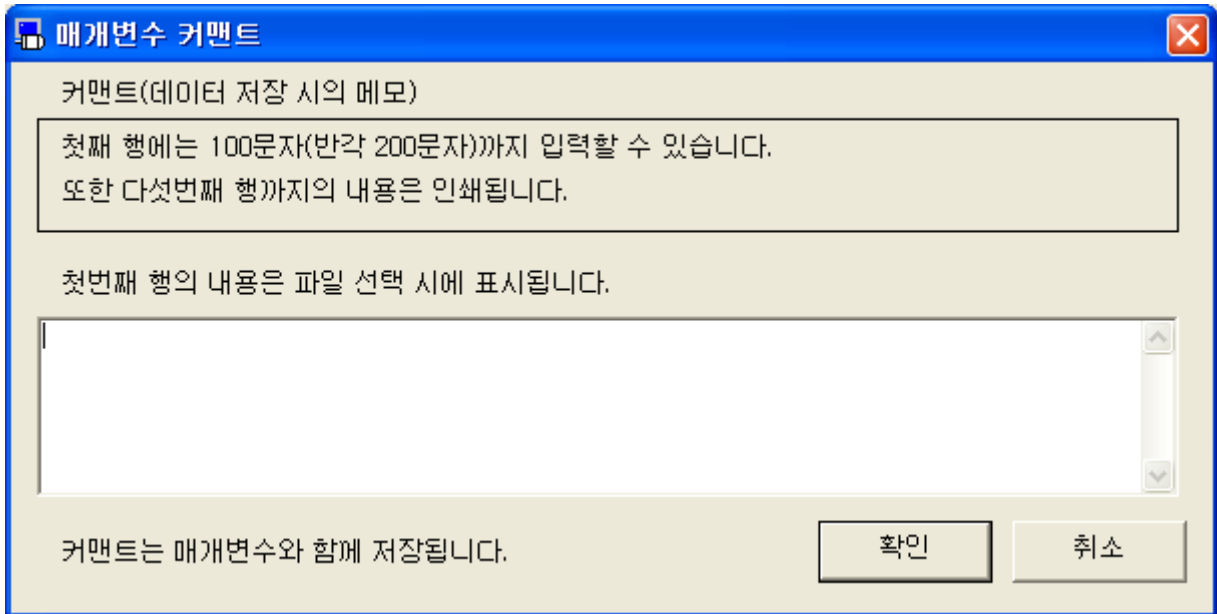 매개변수 커맨트
커맨트(데이터 저장 시의 메모)
첫째 행에는 100문자(반각 200문자)까지 입력할 수 있습니다.
또한 다섯번째 행까지의 내용은 인쇄됩니다.
첫번째 행의 내용은 파일 선택 시에 표시됩니다.
커맨트는 매개변수와 함께 저장됩니다.
확인
취소